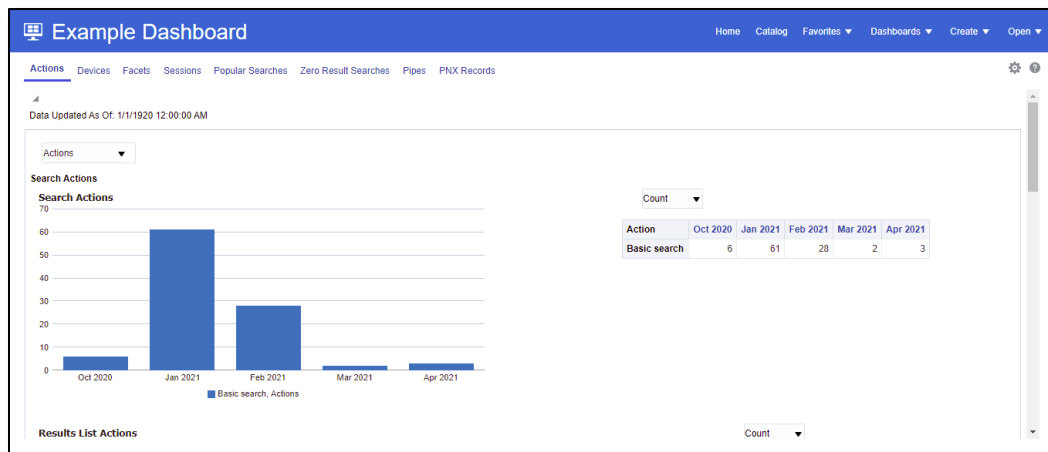 Example Dashboard
Home Catalog Favorites Dashboards Create Open
Actions Devices Facets Sessions Popular Searches Zero Result Searches Pipes PNX Records
Data Updated As Of: 1/1/1920 12:00:00 AM
Actions
Search Actions
Search Actions
Count
70
60
50
40
30
20
10
0
Oct 2020 Jan 2021 Feb 2021 Mar 2021 Apr 2021
Basic search, Actions
Action Oct 2020 Jan 2021 Feb 2021 Mar 2021 Apr 2021
Basic search 6 61 28 2 3
Results List Actions
Count